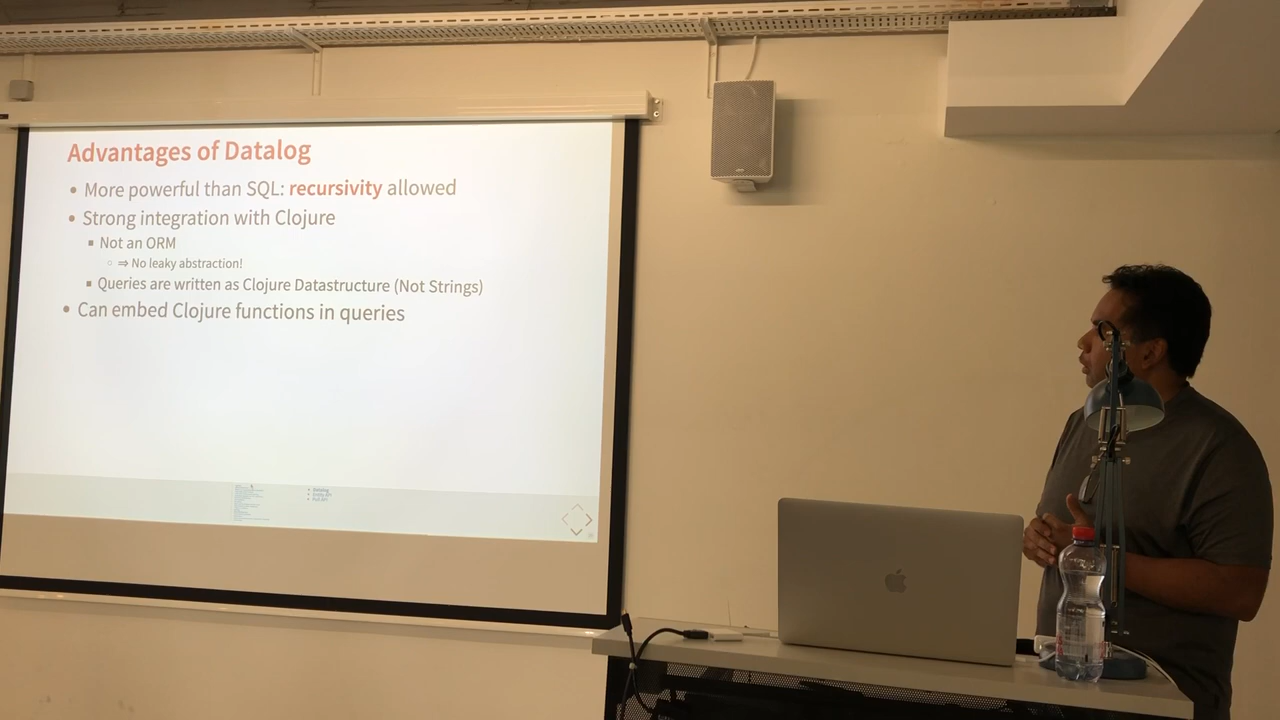 Advantages of Datalog
• More powerful than SQL: recursivity allowed
• Strong integration with Clojure
▪ Not an ORM
○ ⇒ No leaky abstraction!
▪ Queries are written as Clojure Datastructure (Not Strings)
• Can embed Clojure functions in queries
• Datalog